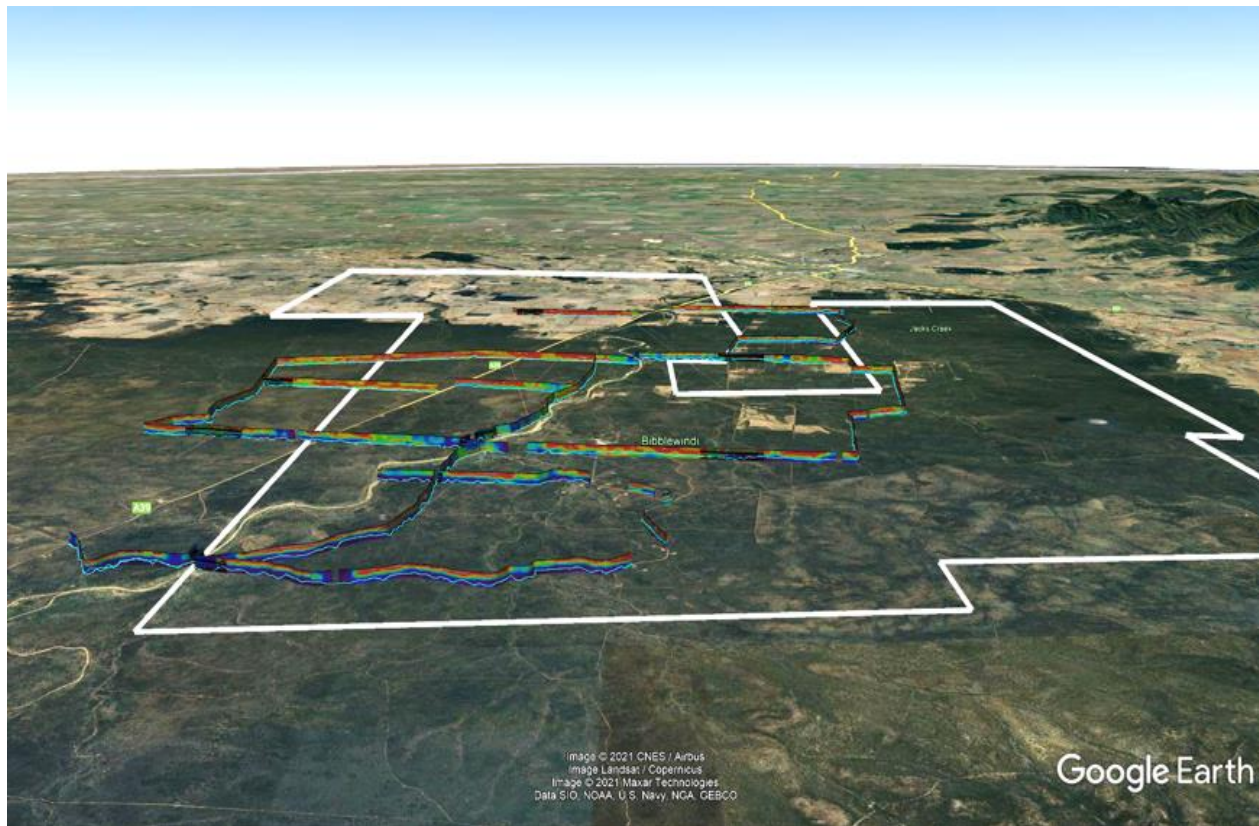 Jacks Creek
Bibblewindi
A39
Image © 2021 CNES / Airbus
Image Landsat / Copernicus
Image © 2021 Maxar Technologies
Data SIO, NOAA, U.S. Navy, NGA, GEBCO
Google Earth